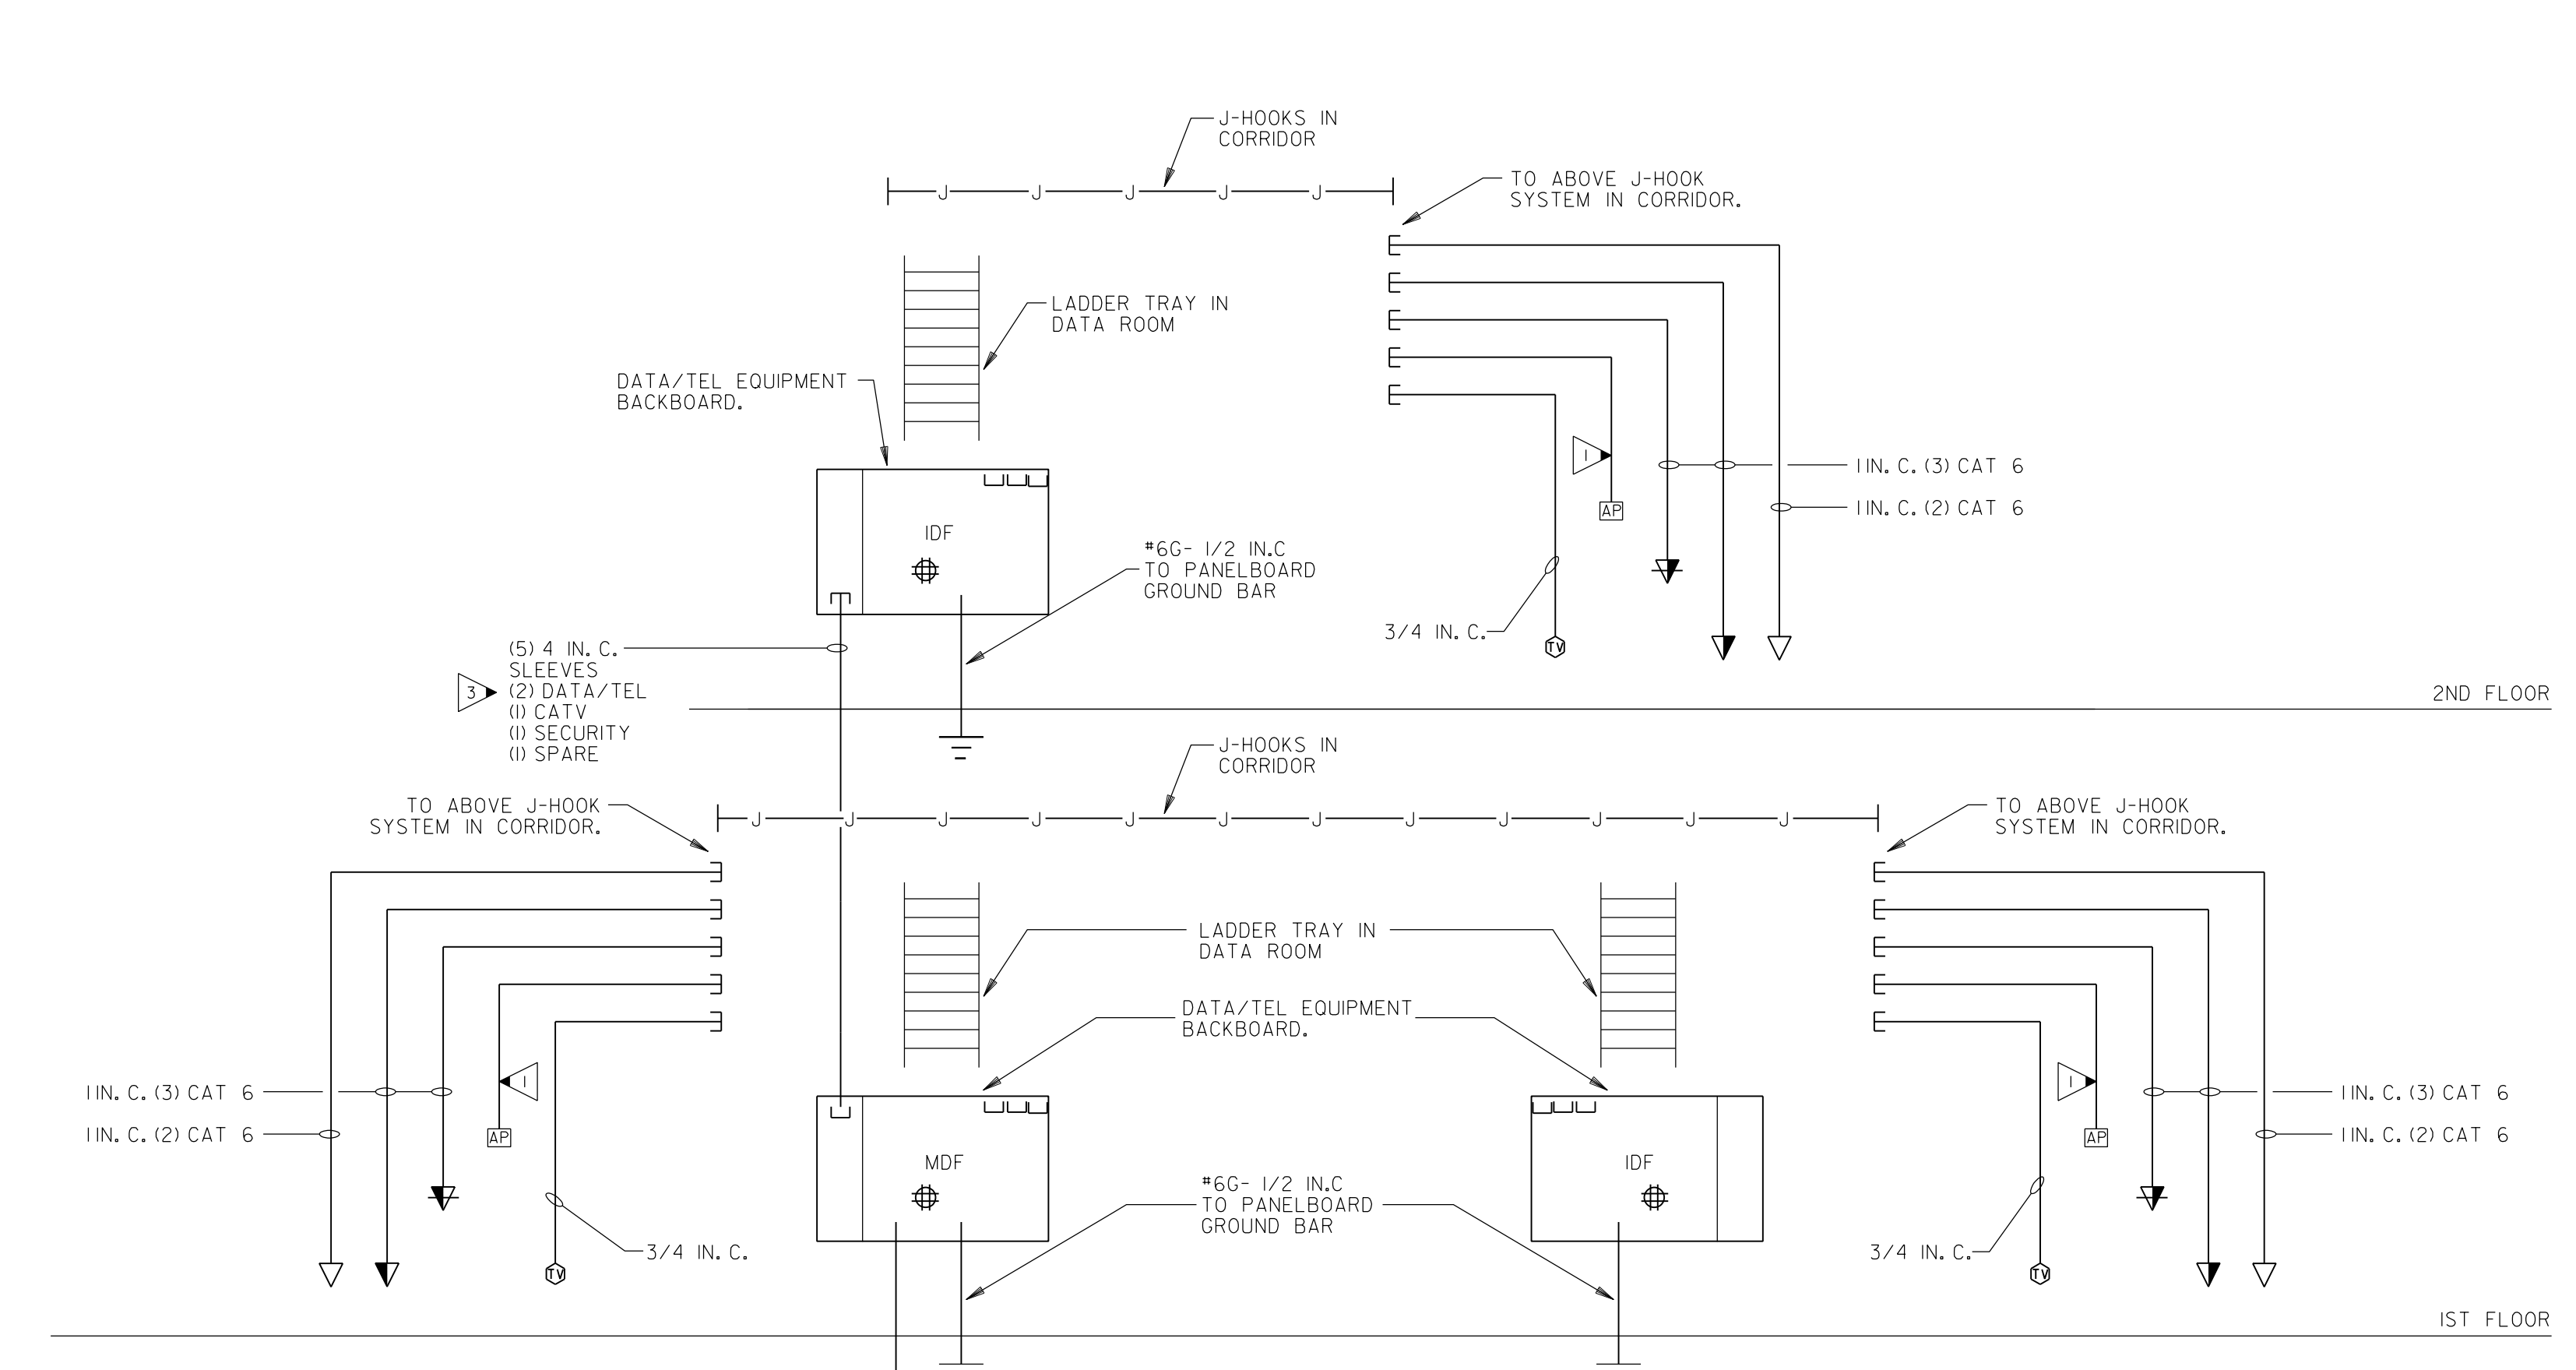 J-HOOKS IN
CORRIDOR
J J J J J
TO ABOVE J-HOOK
SYSTEM IN CORRIDOR.
LADDER TRAY IN
DATA ROOM
DATA/TEL EQUIPMENT
BACKBOARD.
1
1 IN. C. (3) CAT 6
1 IN. C. (2) CAT 6
AP
IDF
#6G- 1/2 IN.C
TO PANELBOARD
GROUND BAR
3/4 IN. C.
TV
(5) 4 IN. C.
SLEEVES
3
(2) DATA/TEL
(1) CATV
(1) SECURITY
(1) SPARE
2ND FLOOR
J-HOOKS IN
CORRIDOR
TO ABOVE J-HOOK
SYSTEM IN CORRIDOR.
J J J J J J J J J J J J
TO ABOVE J-HOOK
SYSTEM IN CORRIDOR.
LADDER TRAY IN
DATA ROOM
DATA/TEL EQUIPMENT
BACKBOARD.
1 IN. C. (3) CAT 6
1 IN. C. (2) CAT 6
1
AP
MDF
IDF
#6G- 1/2 IN.C
TO PANELBOARD
GROUND BAR
3/4 IN. C.
TV
1
AP
1 IN. C. (3) CAT 6
1 IN. C. (2) CAT 6
3/4 IN. C.
TV
1ST FLOOR